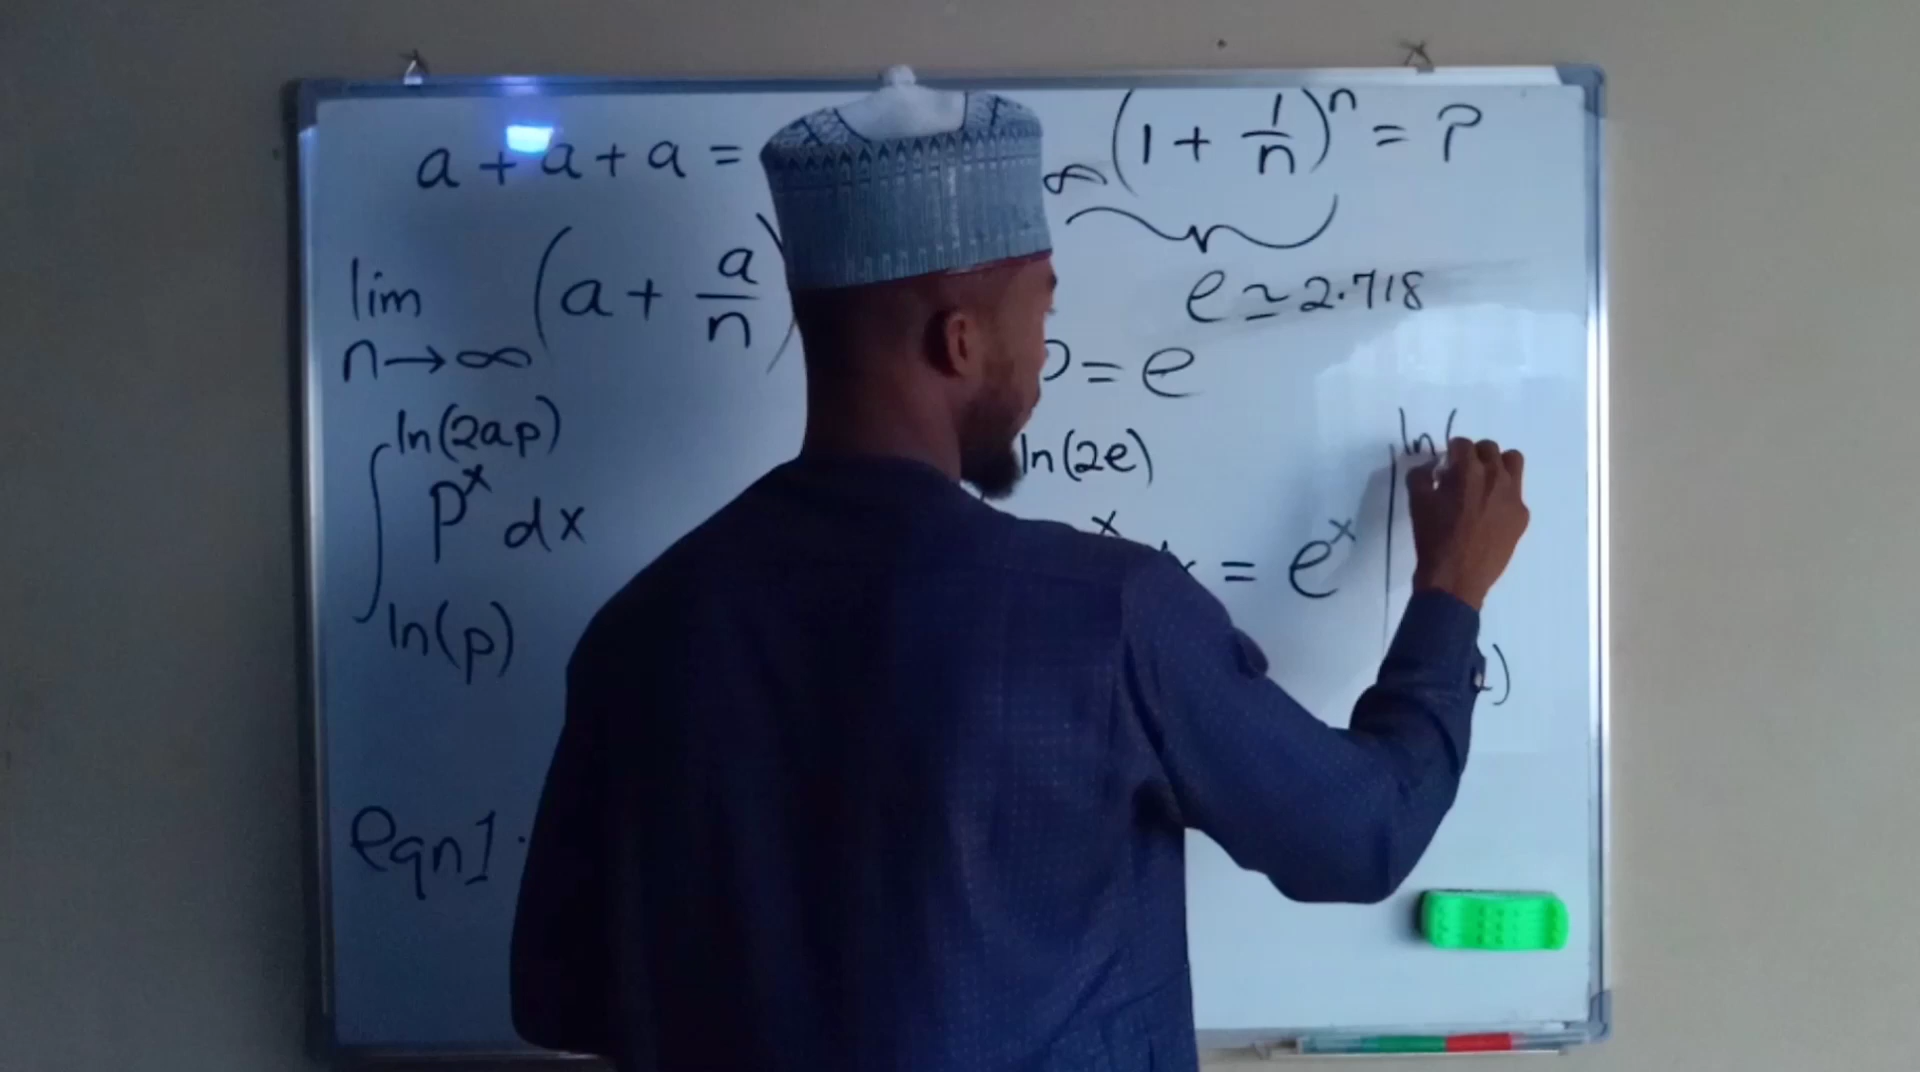 a + a + a =
∞ (1 + 1/n)^n = ?
lim n→∞ (a + a/n)
e ≃ 2.718
p = e
∫ ln(2ap) p^x dx ln(p)
ln(2e)
x = e^x | ln(
)
eqn1